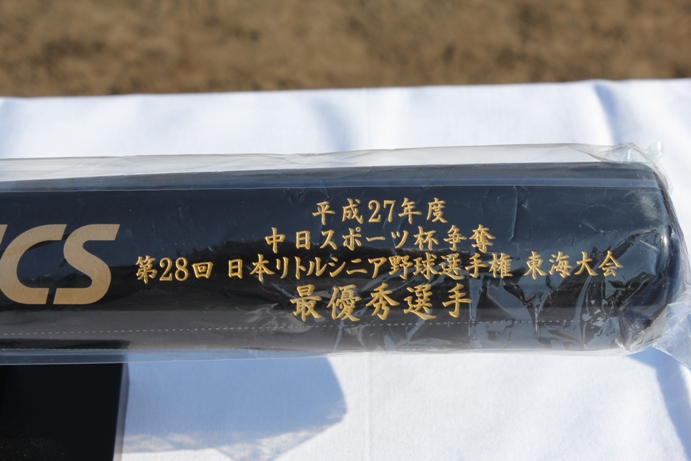 平成27年度
中日スポーツ杯争奪
第28回 日本リトルシニア野球選手権 東海大会
最優秀選手
CS